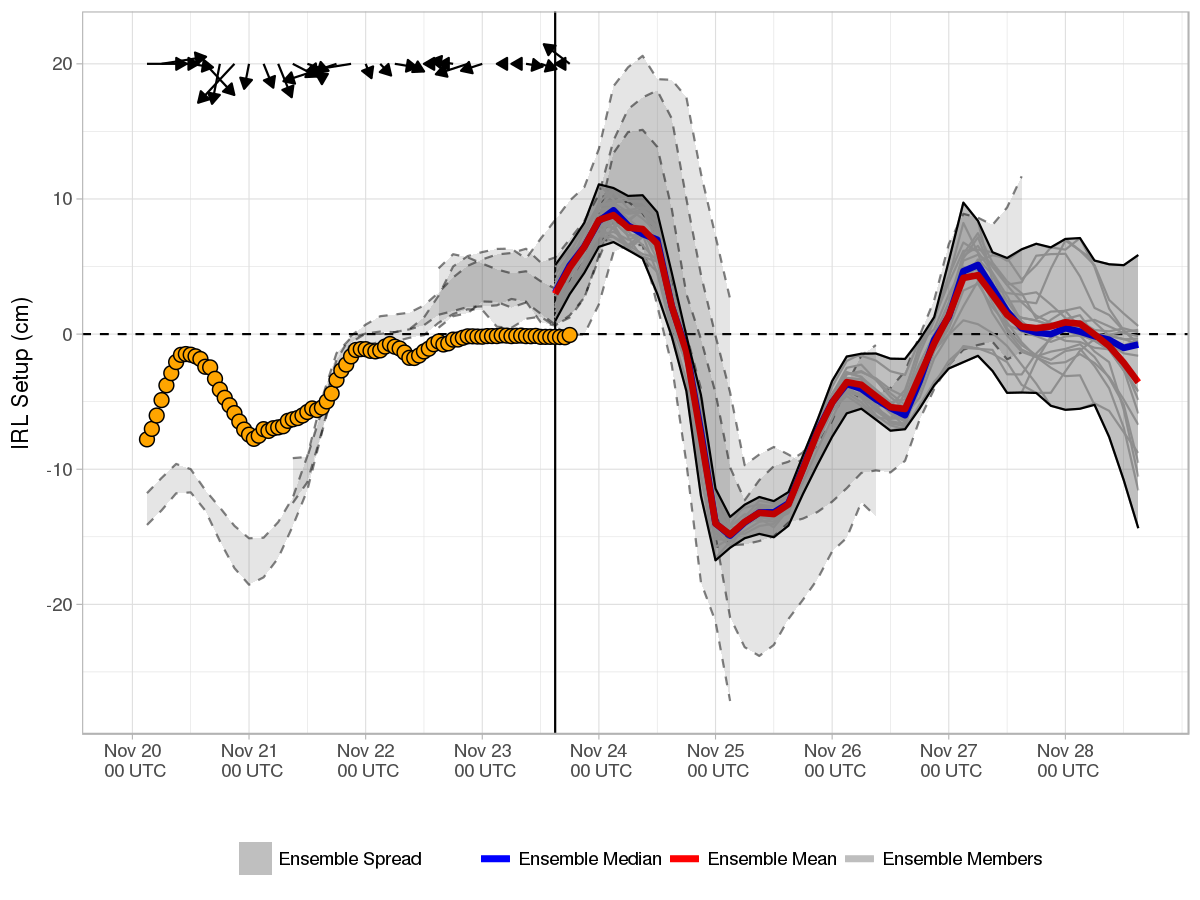 IRL Setup (cm)
20
10
0
-10
-20
Nov 20 Nov 21 Nov 22 Nov 23 Nov 24 Nov 25 Nov 26 Nov 27 Nov 28
00 UTC 00 UTC 00 UTC 00 UTC 00 UTC 00 UTC 00 UTC 00 UTC 00 UTC
Ensemble Spread Ensemble Median Ensemble Mean Ensemble Members